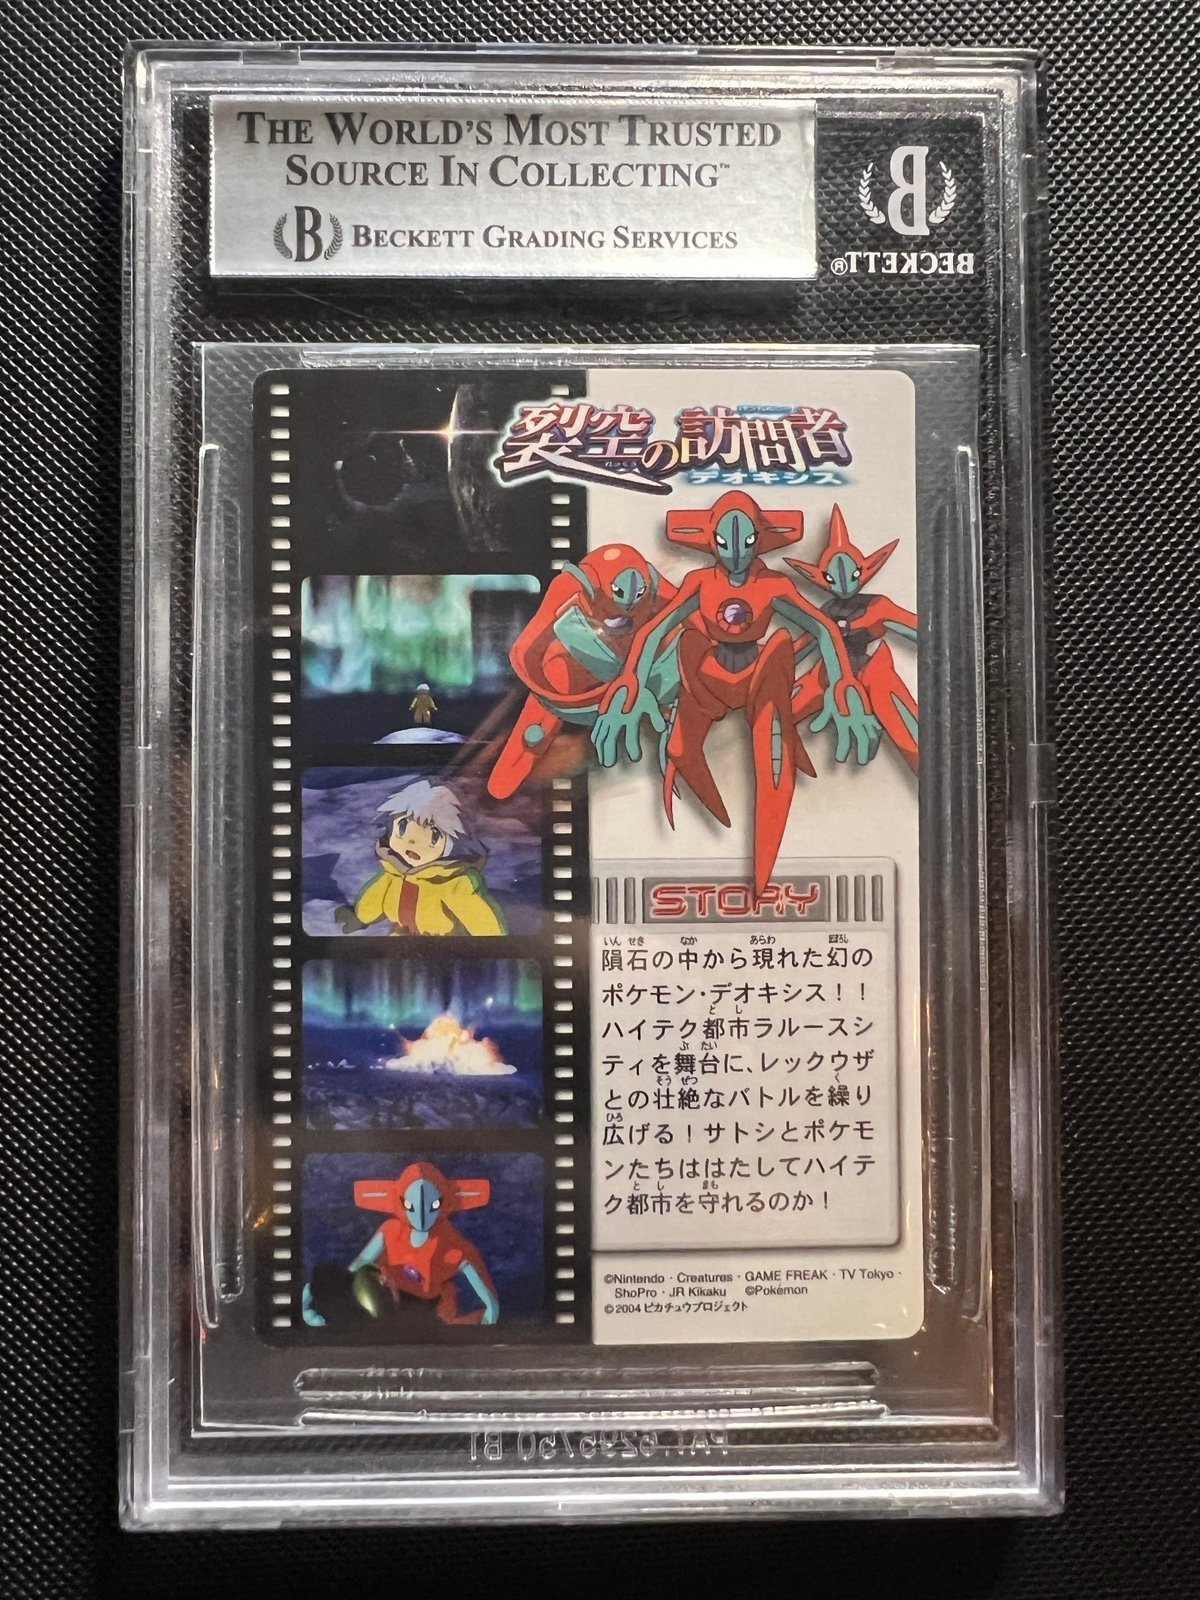 THE WORLD'S MOST TRUSTED
SOURCE IN COLLECTING™
B BECKETT GRADING SERVICES
B
BECKETT®
裂空の訪問者
デオキシス
STORY
隕石の中から現れた幻の
ポケモン・デオキシス！！
ハイテク都市ラルースシ
ティを舞台に、レックウザ
との壮絶なバトルを繰り
広げる！サトシとポケモ
ンたちははたしてハイテ
ク都市を守れるのか！
©Nintendo・Creatures・GAME FREAK・TV Tokyo・
ShoPro・JR Kikaku ©Pokémon
©2004 ピカチュウプロジェクト